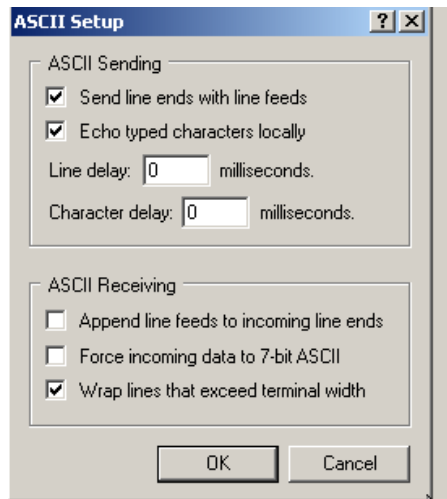 ASCII Setup
ASCII Sending
Send line ends with line feeds
Echo typed characters locally
Line delay: 0 milliseconds.
Character delay: 0 milliseconds.
ASCII Receiving
Append line feeds to incoming line ends
Force incoming data to 7-bit ASCII
Wrap lines that exceed terminal width
OK Cancel